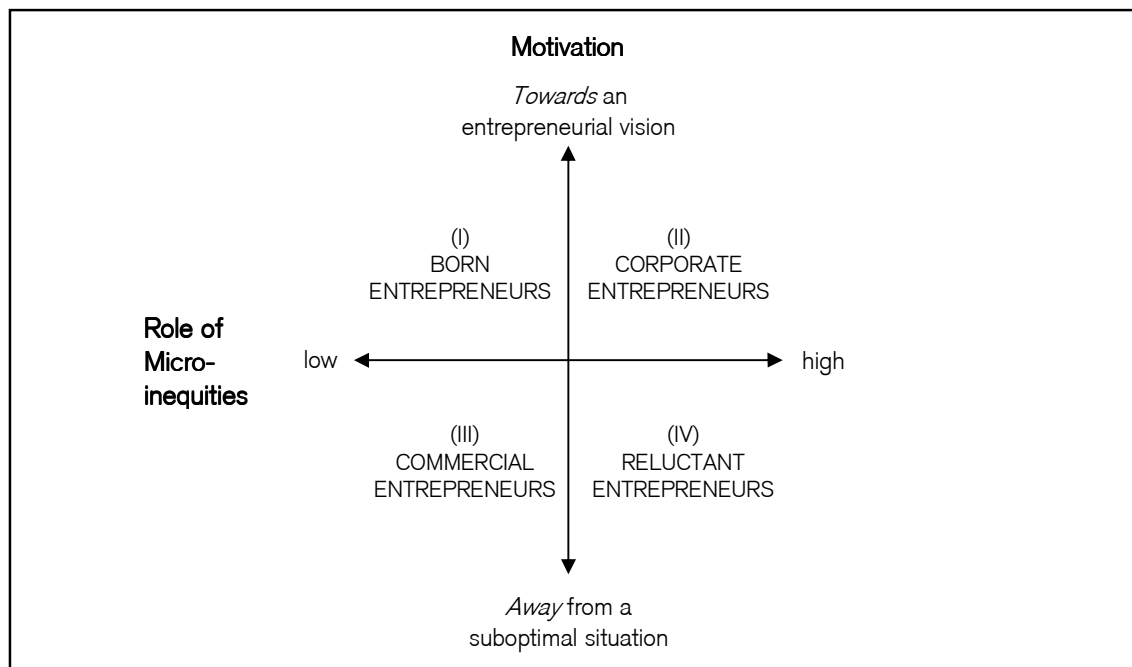 Motivation
Towards an
entrepreneurial vision
(I)
BORN
ENTREPRENEURS
(II)
CORPORATE
ENTREPRENEURS
Role of
Micro-
inequities
low
high
(III)
COMMERCIAL
ENTREPRENEURS
(IV)
RELUCTANT
ENTREPRENEURS
Away from a
suboptimal situation